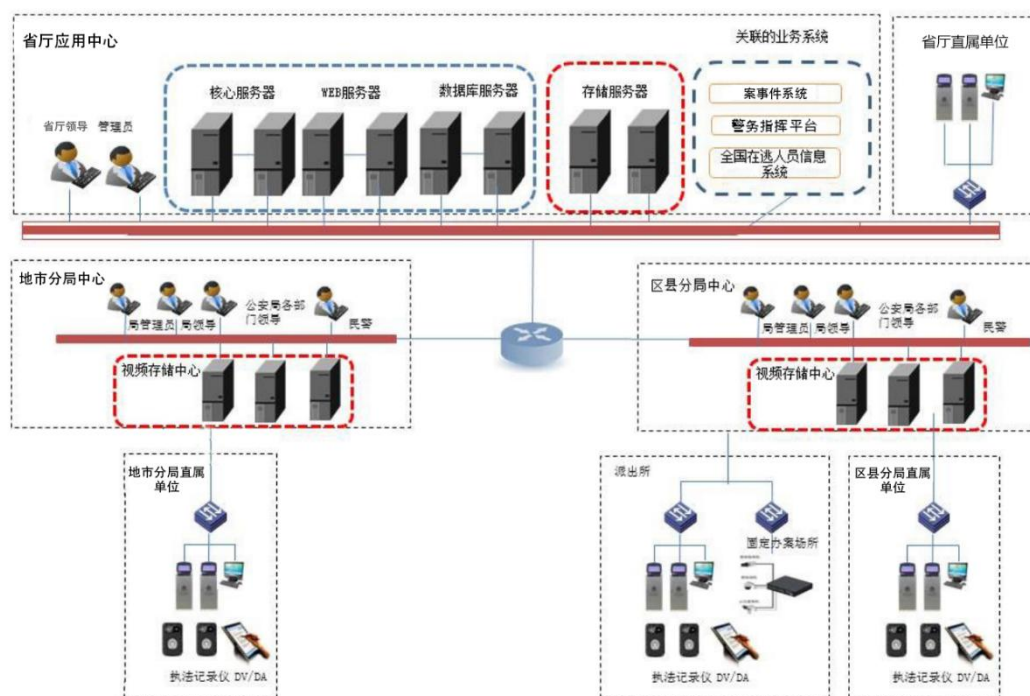 省厅应用中心
关联的业务系统
省厅直属单位
核心服务器
WEB服务器
数据库服务器
存储服务器
案事件系统
警务指挥平台
全国在逃人员信息
系统
省厅领导
管理员
地市分局中心
局管理员
局领导
公安局各部
门领导
民警
视频存储中心
区县分局中心
局管理员
局领导
公安局各部
门领导
民警
视频存储中心
地市分局直属
单位
执法记录仪 DV/DA
派出所
固定办案场所
执法记录仪 DV/DA
区县分局直属
单位
执法记录仪 DV/DA